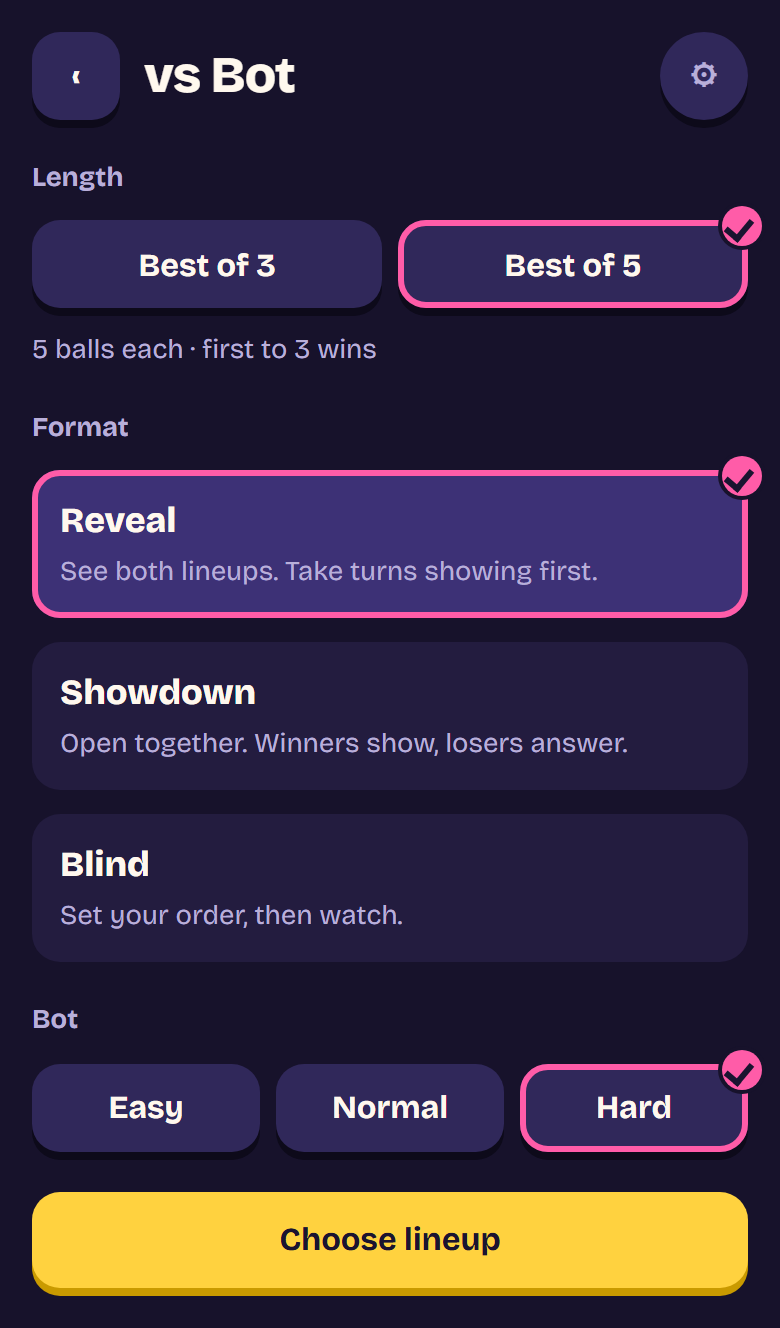 vs Bot
Length
Best of 3
Best of 5
5 balls each · first to 3 wins
Format
Reveal
See both lineups. Take turns showing first.
Showdown
Open together. Winners show, losers answer.
Blind
Set your order, then watch.
Bot
Easy
Normal
Hard
Choose lineup